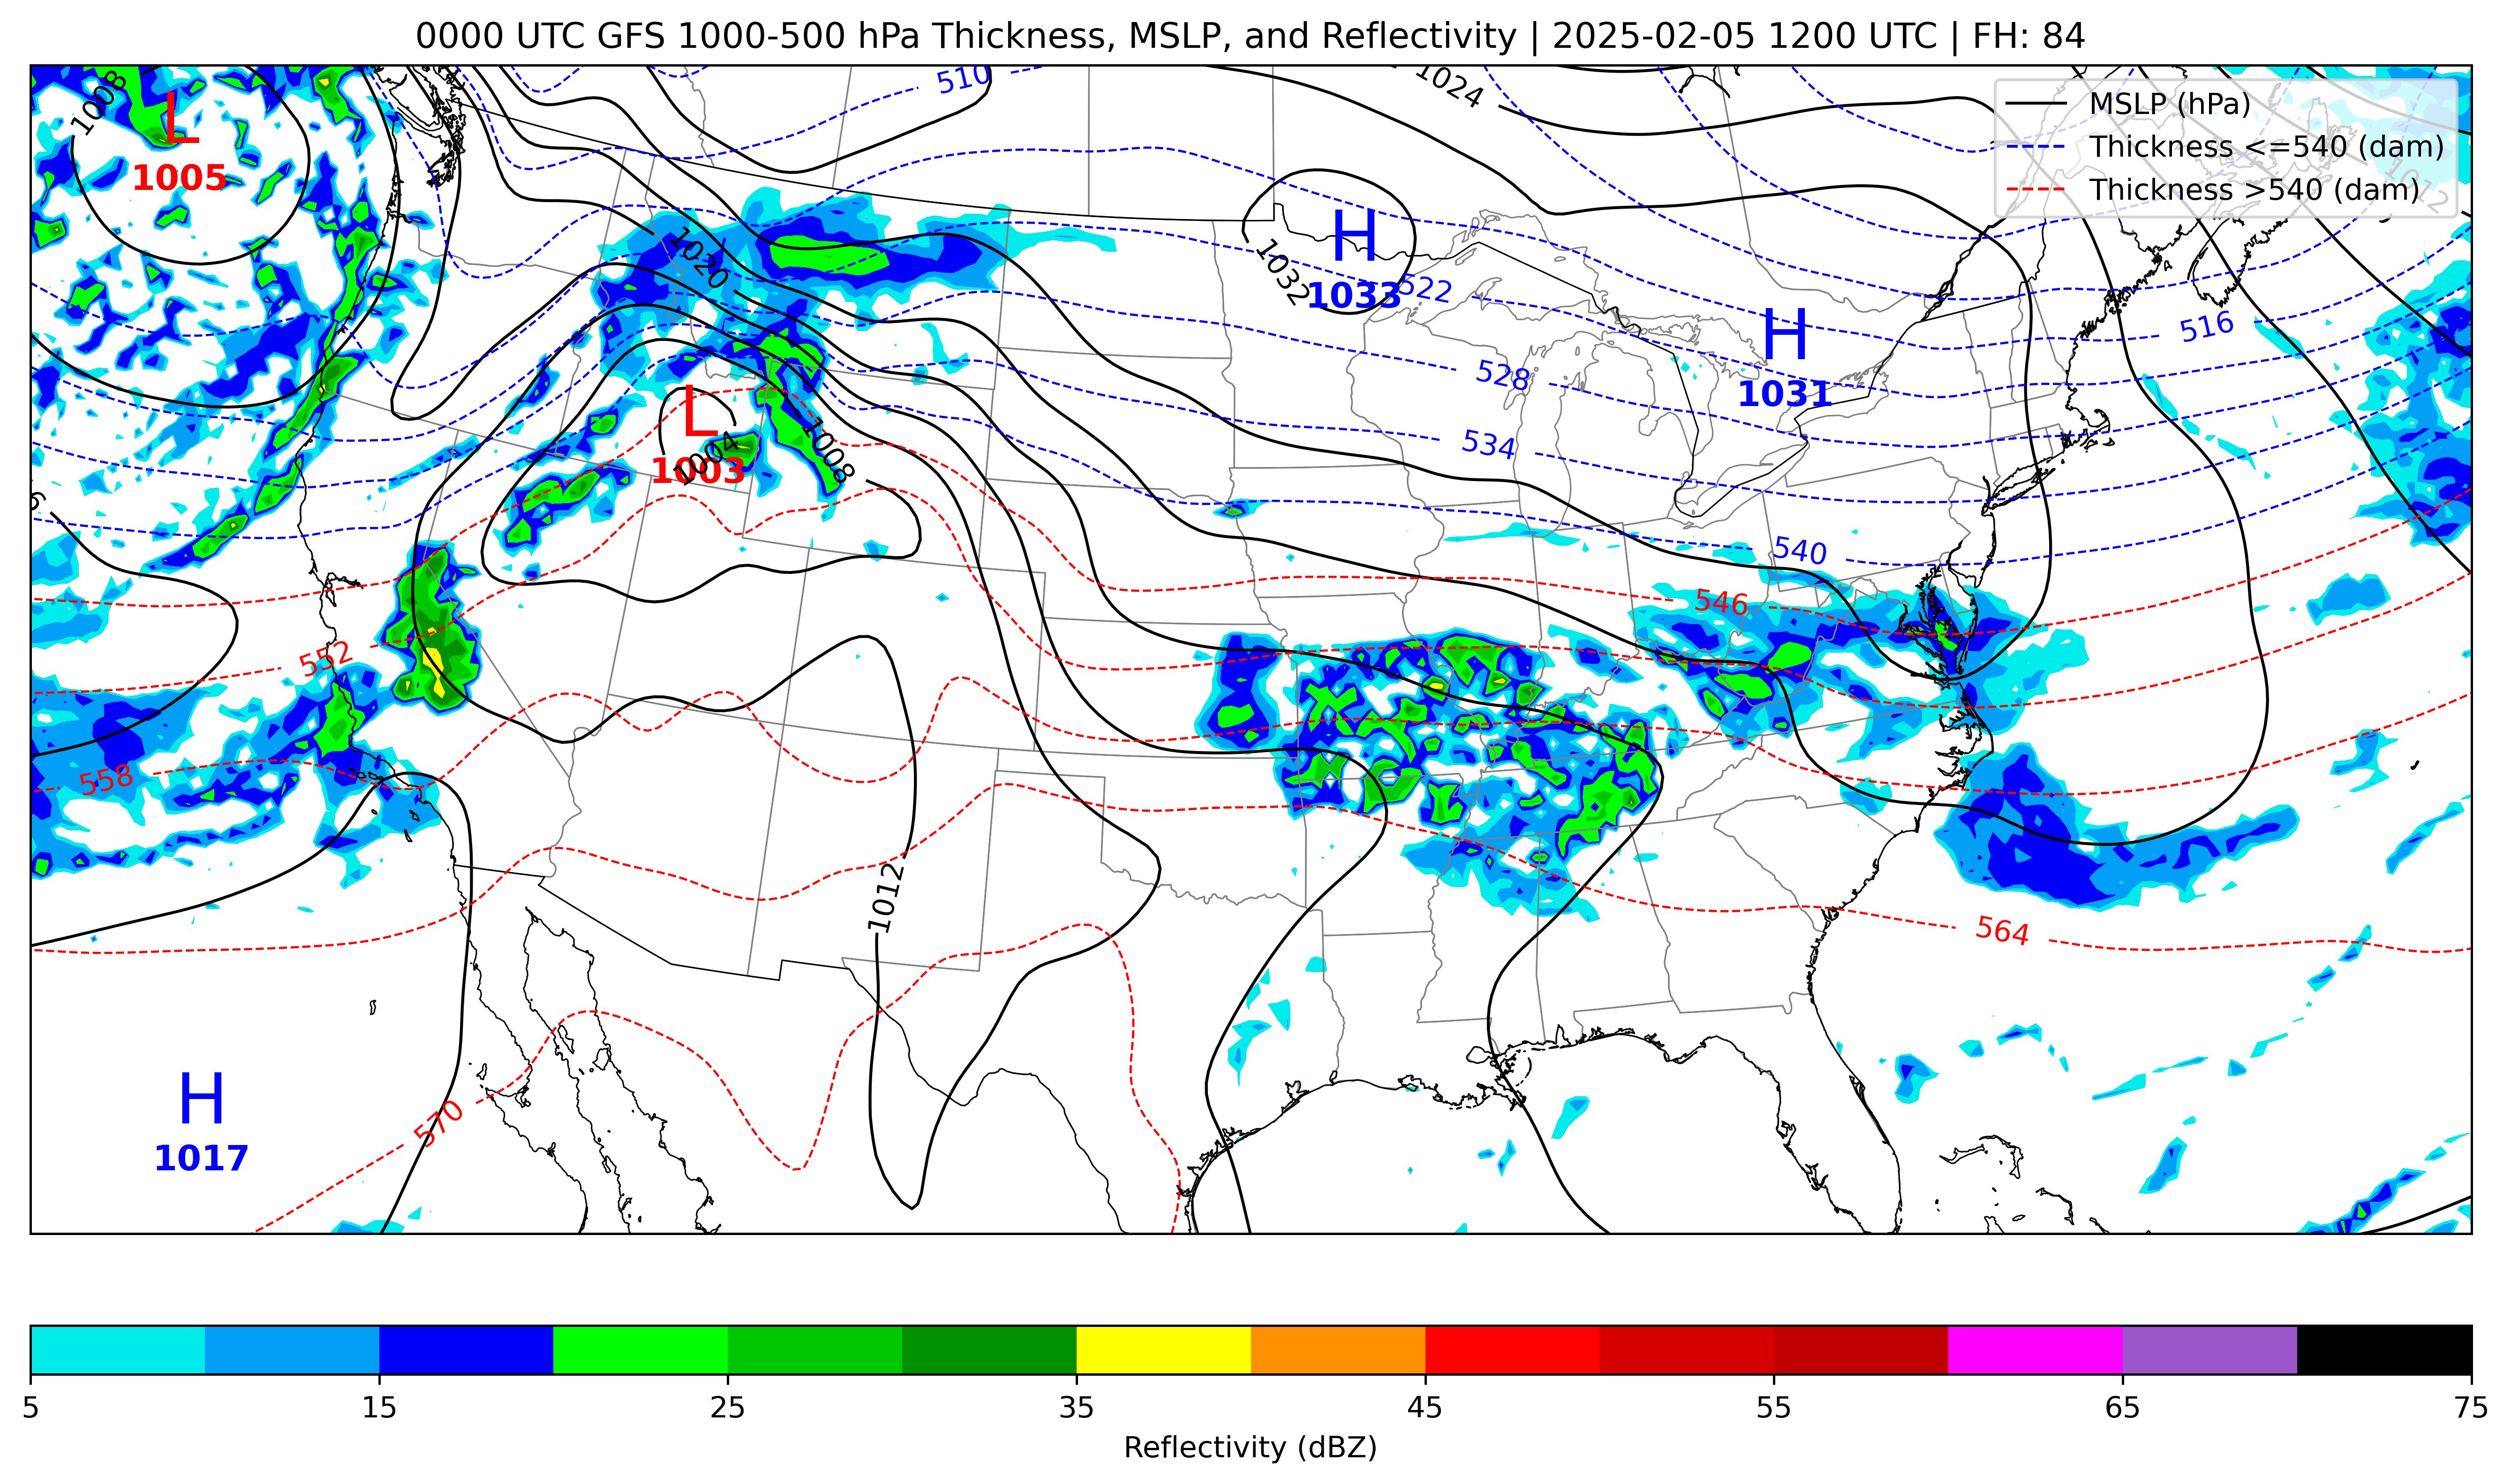 0000 UTC GFS 1000-500 hPa Thickness, MSLP, and Reflectivity | 2025-02-05 1200 UTC | FH: 84
MSLP (hPa)
Thickness <=540 (dam)
Thickness >540 (dam)
1008
510
1024
L
1005
1012
H
1033
1020
1032
522
H
1031
516
528
L
1003
1004
1008
534
540
546
552
558
1012
564
H
1017
570
5 15 25 35 45 55 65 75
Reflectivity (dBZ)